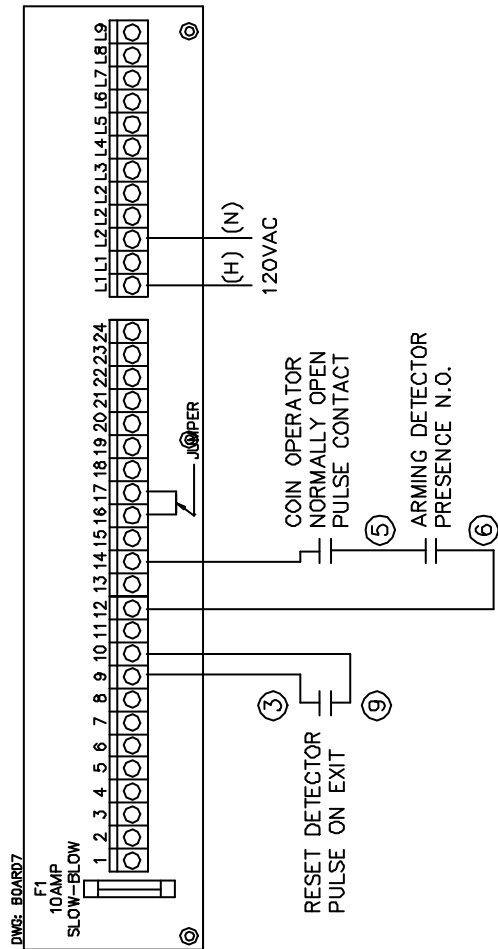 DWG: BOARD7
F1
10AMP
SLOW-BLOW
1 2 3 4 5 6 7 8 9 10 11 12 13 14 15 16 17 18 19 20 21 22 23 24
L1 L1 L2 L2 L2 L3 L4 L5 L6 L7 L8 L9
JUMPER
(H) (N)
120VAC
3
RESET DETECTOR
PULSE ON EXIT
9
COIN OPERATOR
NORMALLY OPEN
PULSE CONTACT
5
ARMING DETECTOR
PRESENCE N.O.
6